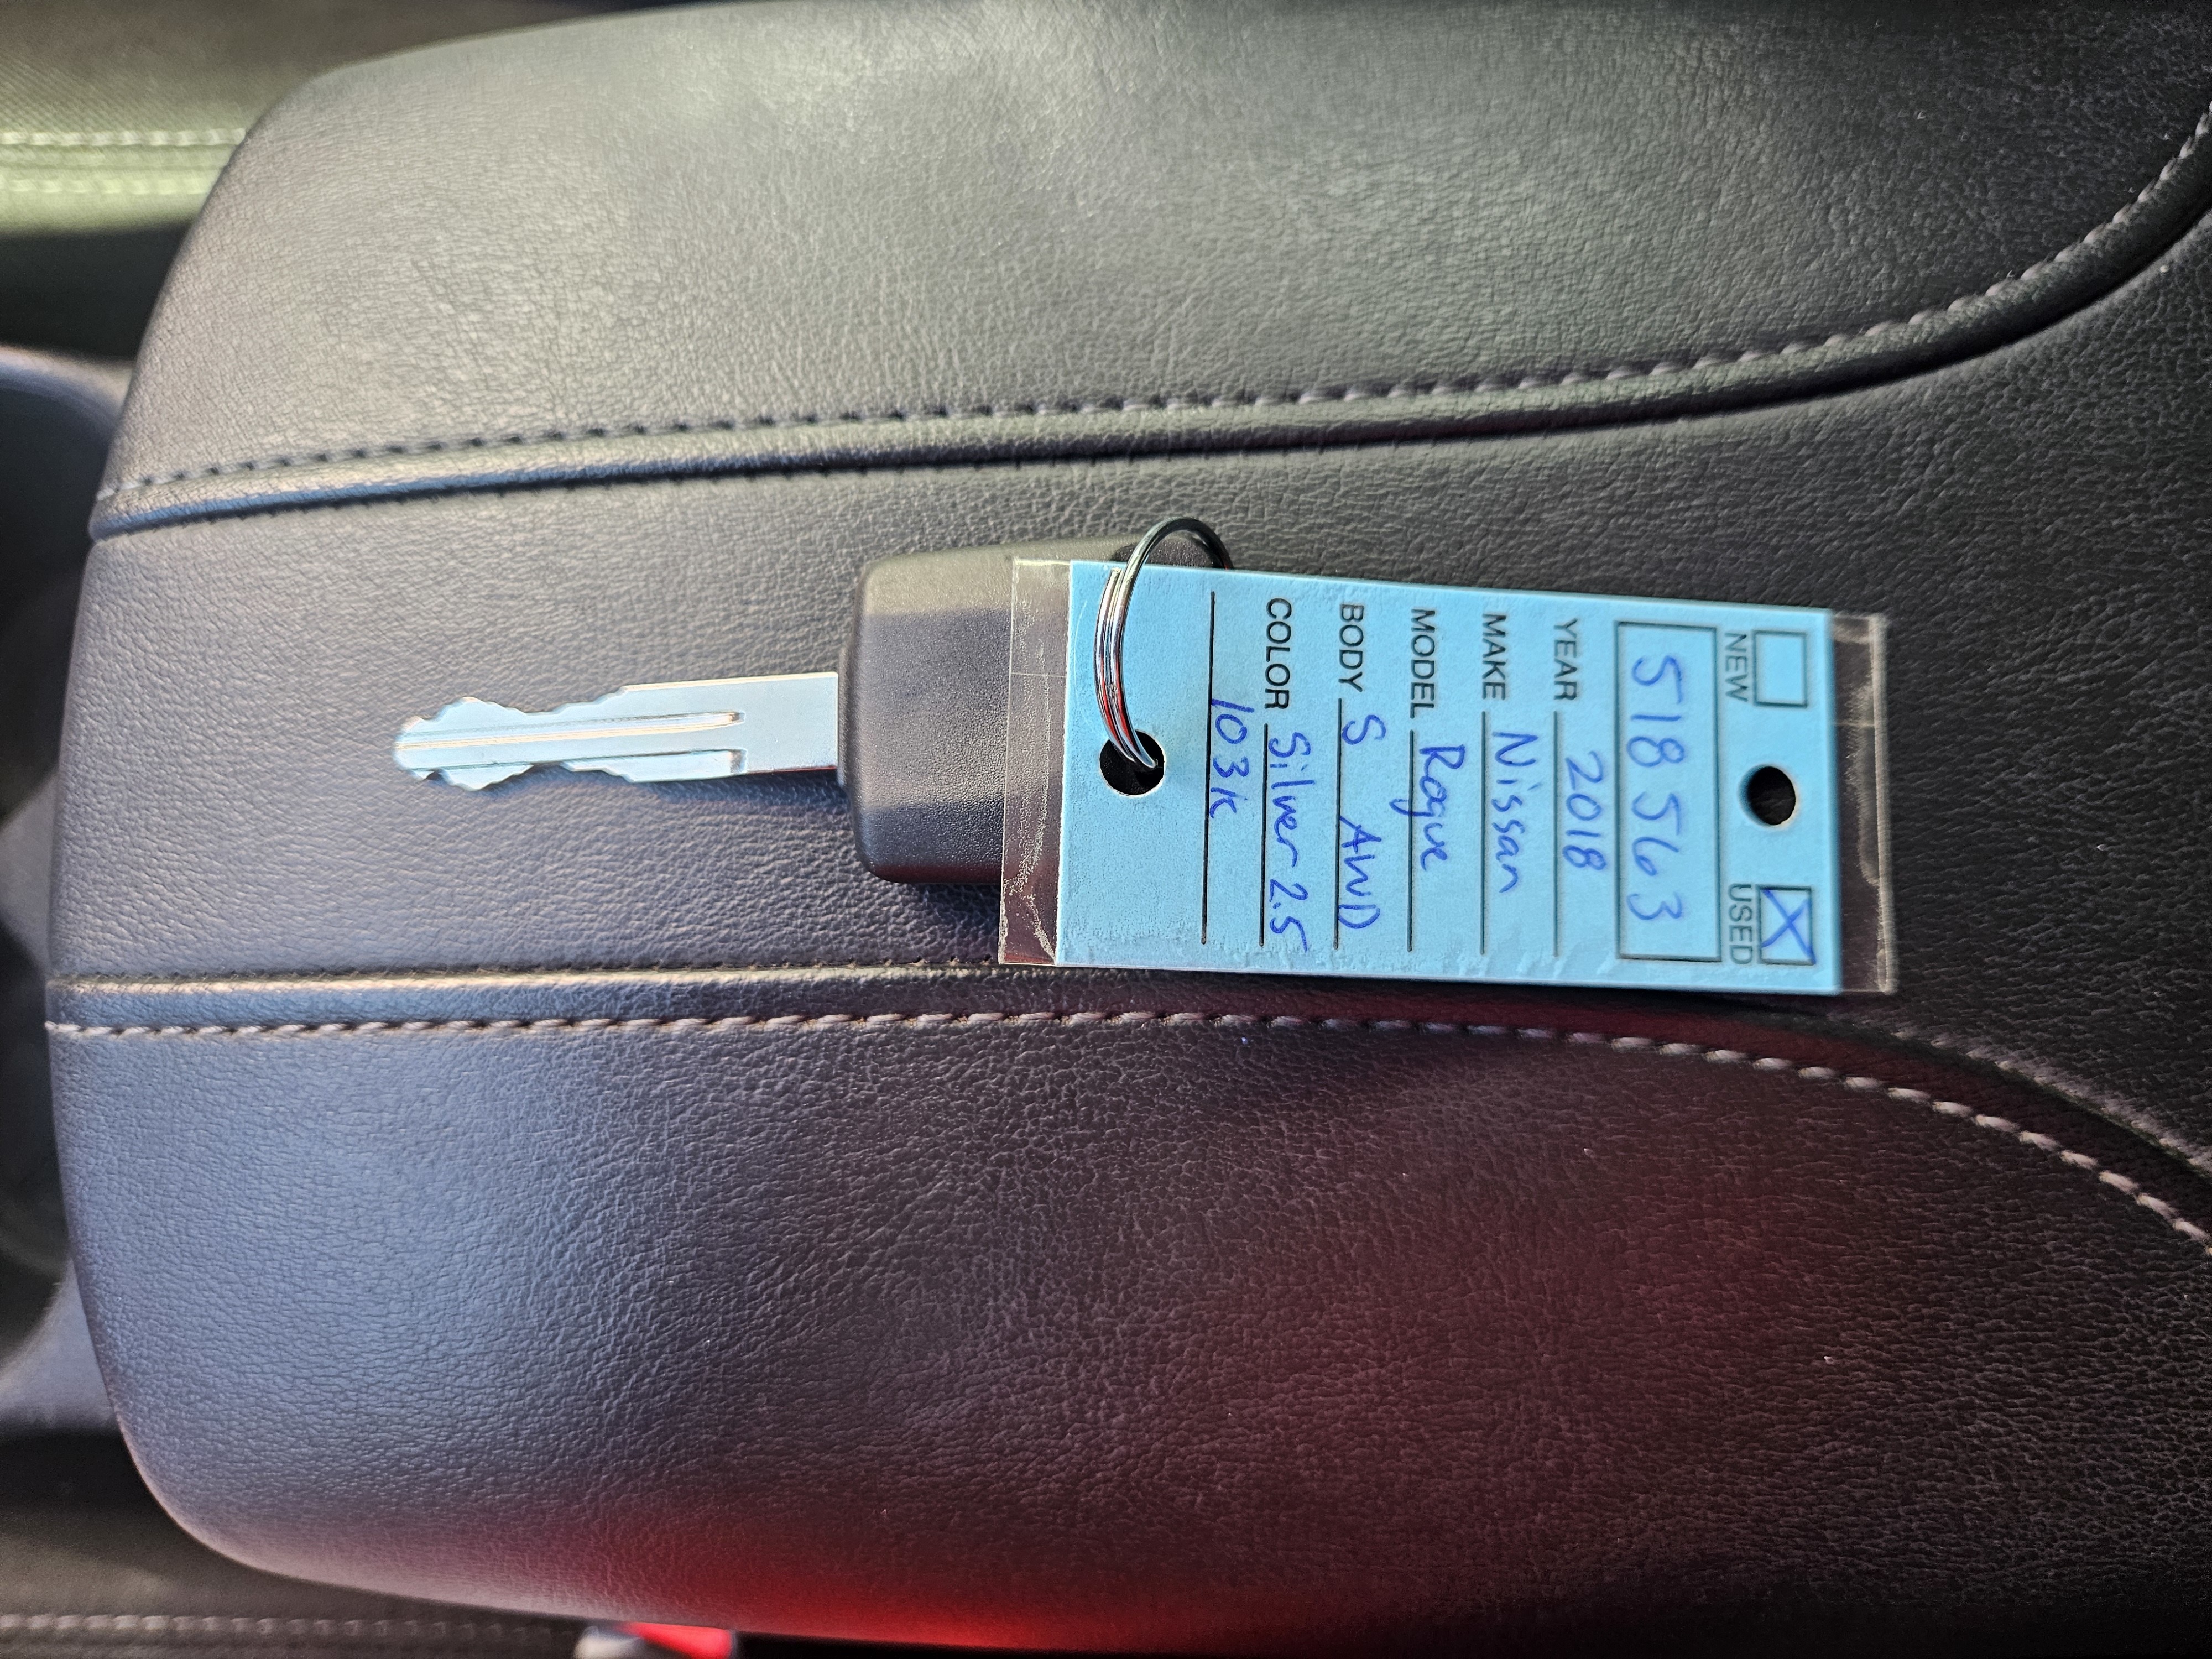 NEW USED
518563
YEAR 2018
MAKE Nissan
MODEL Rogue
BODY S AWD
COLOR Silver 2.5
103k